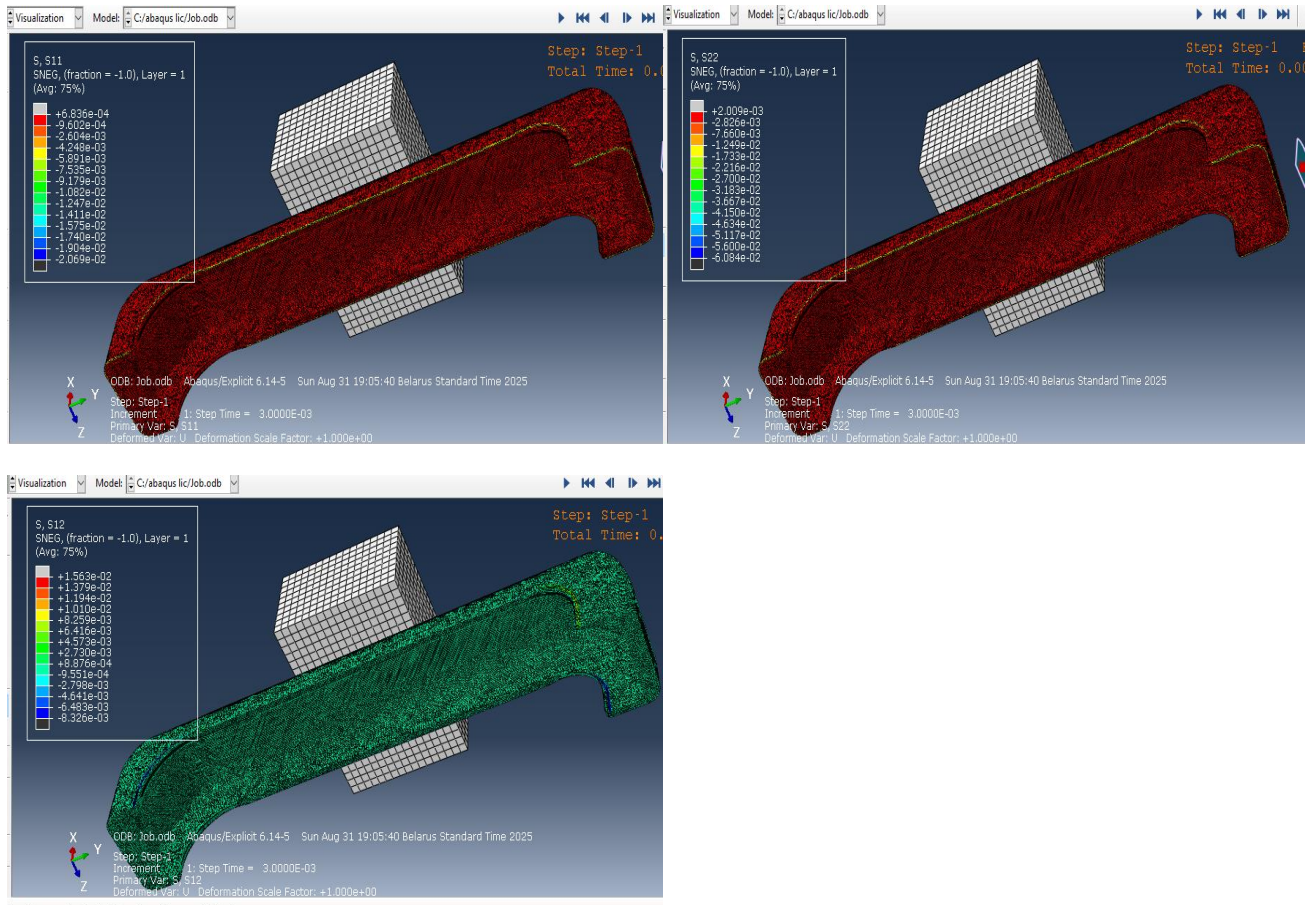 Visualization Model: C:/abaqus lic/Job.odb
Step: Step-1
Total Time: 0.0
S, S11
SNEG, (fraction = -1.0), Layer = 1
(Avg: 75%)
+6.836e-04
-9.602e-04
-2.604e-03
-4.248e-03
-5.891e-03
-7.535e-03
-9.179e-03
-1.082e-02
-1.247e-02
-1.411e-02
-1.575e-02
-1.740e-02
-1.904e-02
-2.069e-02
X
Y
Z
ODB: Job.odb Abaqus/Explicit 6.14-5 Sun Aug 31 19:05:40 Belarus Standard Time 2025
Step: Step-1
Increment 1: Step Time = 3.0000E-03
Primary Var: S, S11
Deformed Var: U Deformation Scale Factor: +1.000e+00
Visualization Model: C:/abaqus lic/Job.odb
Step: Step-1
Total Time: 0.00
S, S22
SNEG, (fraction = -1.0), Layer = 1
(Avg: 75%)
+2.009e-03
-2.826e-03
-7.660e-03
-1.249e-02
-1.733e-02
-2.216e-02
-2.700e-02
-3.183e-02
-3.667e-02
-4.150e-02
-4.634e-02
-5.117e-02
-5.600e-02
-6.084e-02
X
Y
Z
ODB: Job.odb Abaqus/Explicit 6.14-5 Sun Aug 31 19:05:40 Belarus Standard Time 2025
Step: Step-1
Increment 1: Step Time = 3.0000E-03
Primary Var: S, S22
Deformed Var: U Deformation Scale Factor: +1.000e+00
Visualization Model: C:/abaqus lic/Job.odb
Step: Step-1
Total Time: 0.
S, S12
SNEG, (fraction = -1.0), Layer = 1
(Avg: 75%)
+1.563e-02
+1.379e-02
+1.194e-02
+1.010e-02
+8.259e-03
+6.416e-03
+4.573e-03
+2.730e-03
+8.876e-04
-9.551e-04
-2.798e-03
-4.641e-03
-6.483e-03
-8.326e-03
X
Y
Z
ODB: Job.odb Abaqus/Explicit 6.14-5 Sun Aug 31 19:05:40 Belarus Standard Time 2025
Step: Step-1
Increment 1: Step Time = 3.0000E-03
Primary Var: S, S12
Deformed Var: U Deformation Scale Factor: +1.000e+00